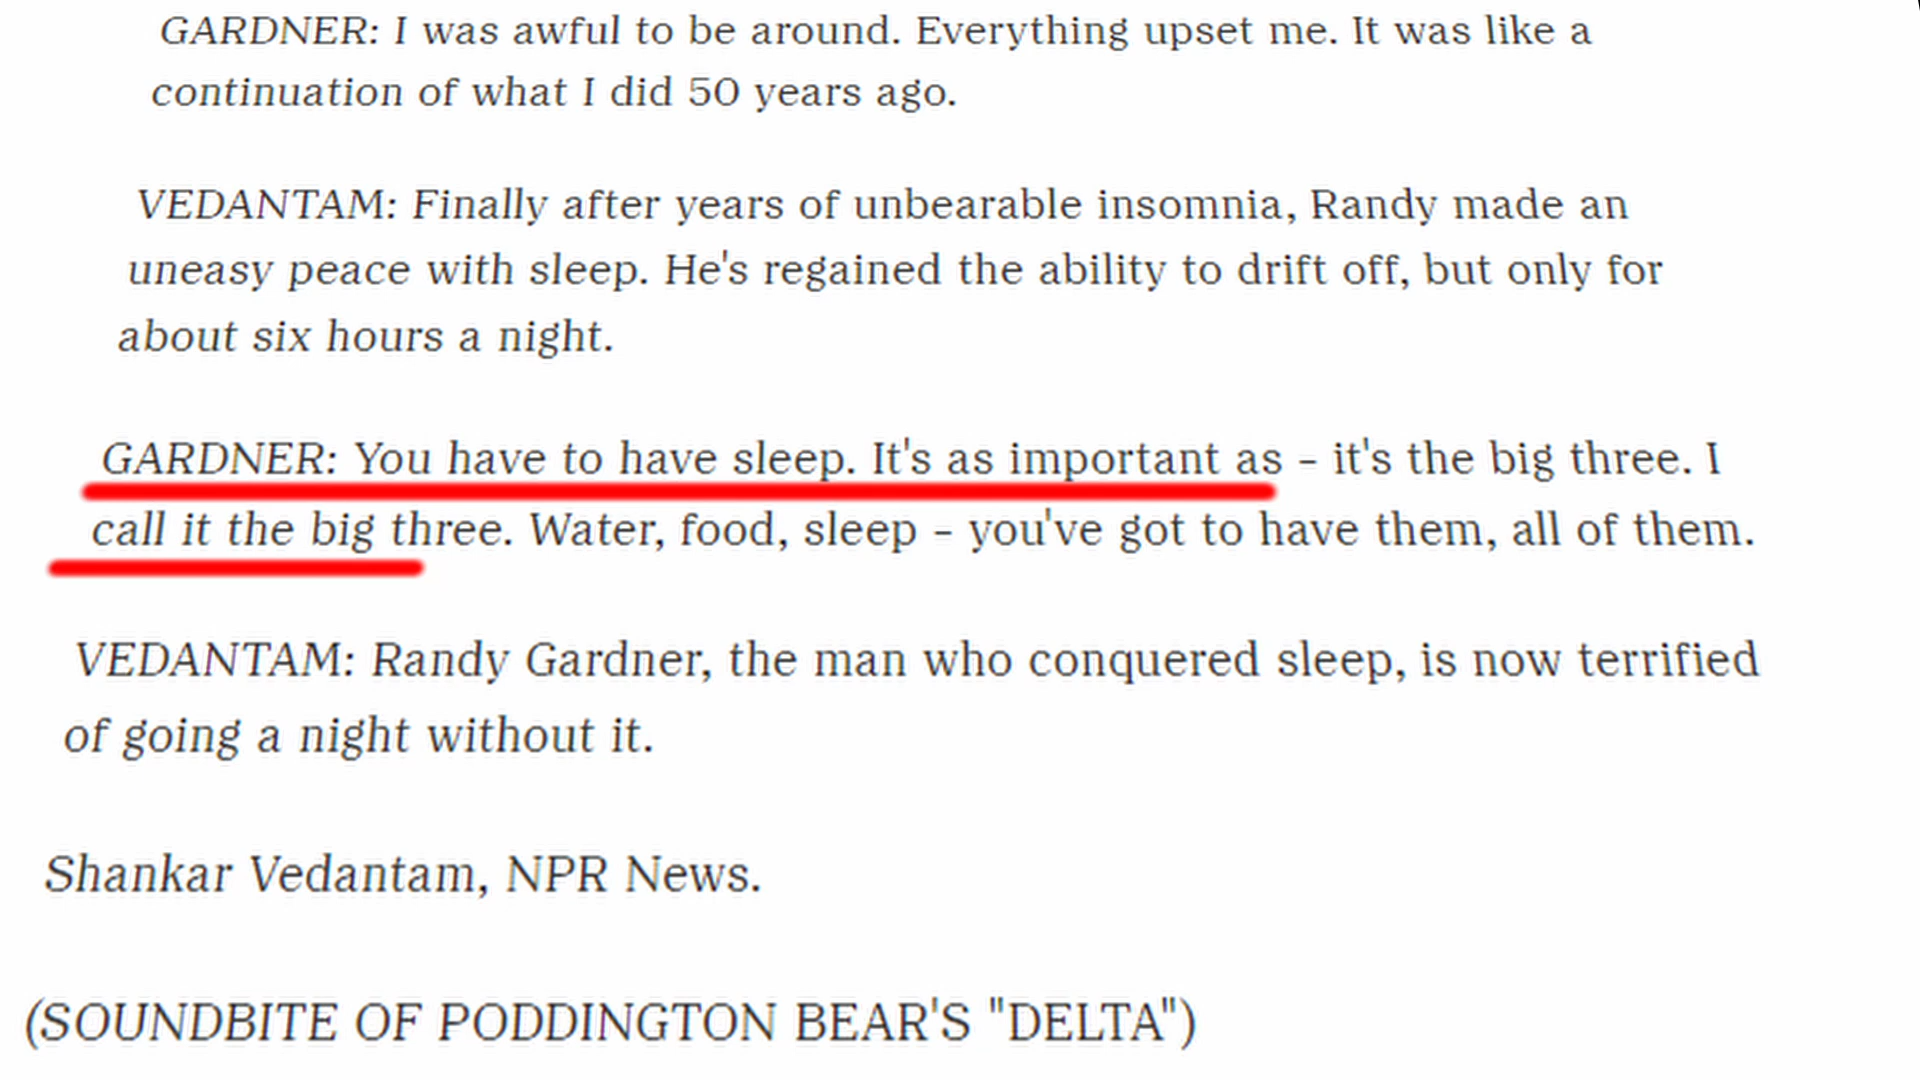 GARDNER: I was awful to be around. Everything upset me. It was like a
continuation of what I did 50 years ago.
VEDANTAM: Finally after years of unbearable insomnia, Randy made an
uneasy peace with sleep. He's regained the ability to drift off, but only for
about six hours a night.
GARDNER: You have to have sleep. It's as important as – it's the big three. I
call it the big three. Water, food, sleep – you've got to have them, all of them.
VEDANTAM: Randy Gardner, the man who conquered sleep, is now terrified
of going a night without it.
Shankar Vedantam, NPR News.
(SOUNDBITE OF PODDINGTON BEAR'S "DELTA")